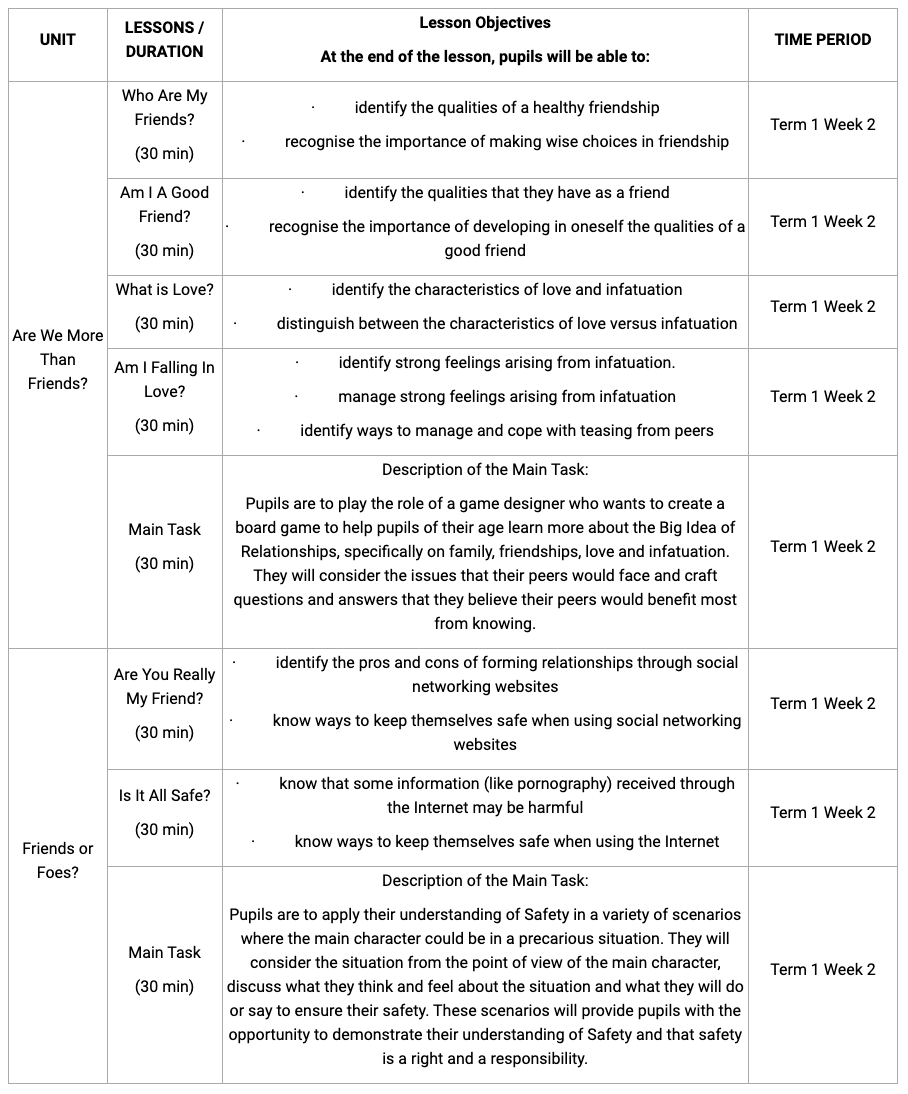 UNIT
LESSONS /
DURATION
Lesson Objectives
At the end of the lesson, pupils will be able to:
TIME PERIOD
Are We More
Than
Friends?
Who Are My
Friends?
(30 min)
· identify the qualities of a healthy friendship
· recognise the importance of making wise choices in friendship
Term 1 Week 2
Am I A Good
Friend?
(30 min)
· identify the qualities that they have as a friend
· recognise the importance of developing in oneself the qualities of a
good friend
Term 1 Week 2
What is Love?
(30 min)
· identify the characteristics of love and infatuation
· distinguish between the characteristics of love versus infatuation
Term 1 Week 2
Am I Falling In
Love?
(30 min)
· identify strong feelings arising from infatuation.
· manage strong feelings arising from infatuation
· identify ways to manage and cope with teasing from peers
Term 1 Week 2
Main Task
(30 min)
Description of the Main Task:
Pupils are to play the role of a game designer who wants to create a
board game to help pupils of their age learn more about the Big Idea of
Relationships, specifically on family, friendships, love and infatuation.
They will consider the issues that their peers would face and craft
questions and answers that they believe their peers would benefit most
from knowing.
Term 1 Week 2
Friends or
Foes?
Are You Really
My Friend?
(30 min)
· identify the pros and cons of forming relationships through social
networking websites
· know ways to keep themselves safe when using social networking
websites
Term 1 Week 2
Is It All Safe?
(30 min)
· know that some information (like pornography) received through
the Internet may be harmful
· know ways to keep themselves safe when using the Internet
Term 1 Week 2
Main Task
(30 min)
Description of the Main Task:
Pupils are to apply their understanding of Safety in a variety of scenarios
where the main character could be in a precarious situation. They will
consider the situation from the point of view of the main character,
discuss what they think and feel about the situation and what they will do
or say to ensure their safety. These scenarios will provide pupils with the
opportunity to demonstrate their understanding of Safety and that safety
is a right and a responsibility.
Term 1 Week 2